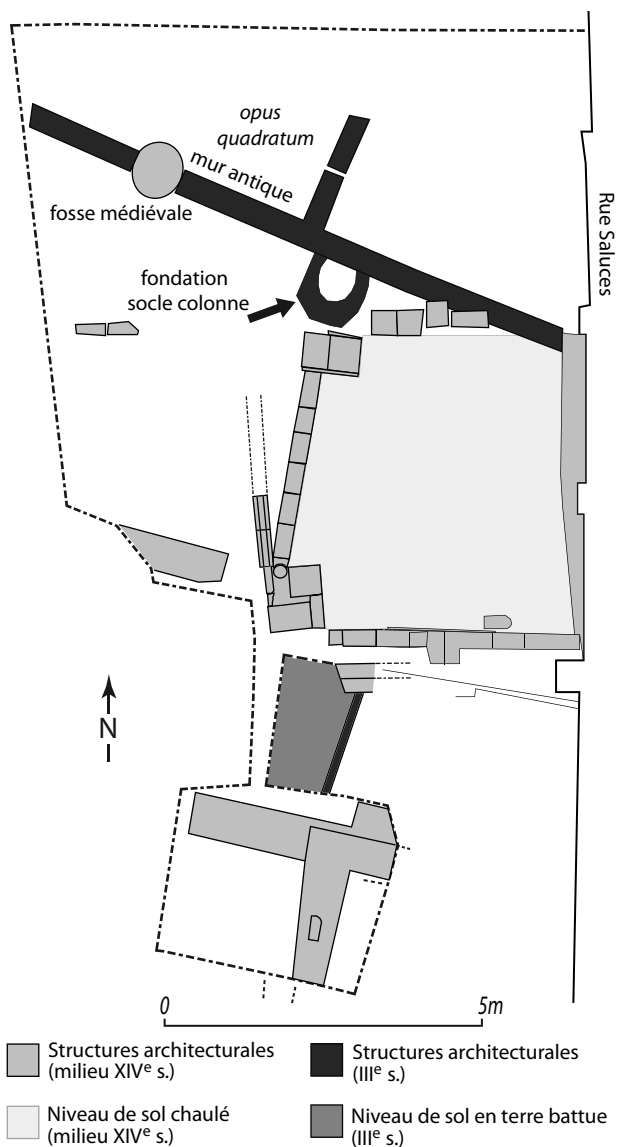 opus
quadratum
mur antique
fosse médiévale
Rue Saluces
fondation
socle colonne
N
0 5m
Structures architecturales
(milieu XIVe s.)
Structures architecturales
(IIIe s.)
Niveau de sol chaulé
(milieu XIVe s.)
Niveau de sol en terre battue
(IIIe s.)